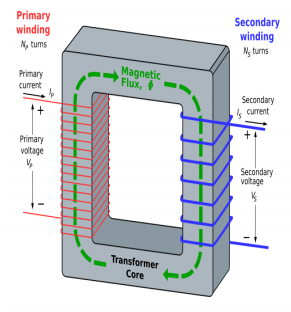 Primary
winding
Nₚ turns
Secondary
winding
Nₛ turns
Primary
current
Iₚ
Magnetic
Flux, ϕ
Iₛ
Secondary
current
+
Primary
voltage
Vₚ
−
+
Secondary
voltage
Vₛ
−
Transformer
Core